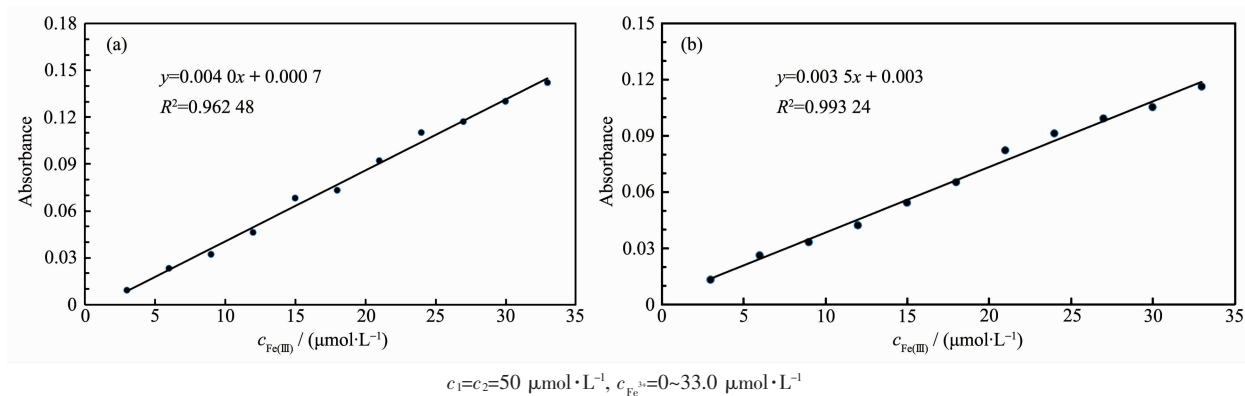 (a)
y=0.004 0x + 0.000 7
R²=0.962 48
Absorbance
0.18
0.15
0.12
0.09
0.06
0.03
0
0 5 10 15 20 25 30 35
c_Fe(Ⅲ) / (μmol·L⁻¹)
(b)
y=0.003 5x + 0.003
R²=0.993 24
Absorbance
0.15
0.12
0.09
0.06
0.03
0
0 5 10 15 20 25 30 35
c_Fe(Ⅲ) / (μmol·L⁻¹)
c₁=c₂=50 μmol·L⁻¹, c_Fe³⁺=0~33.0 μmol·L⁻¹